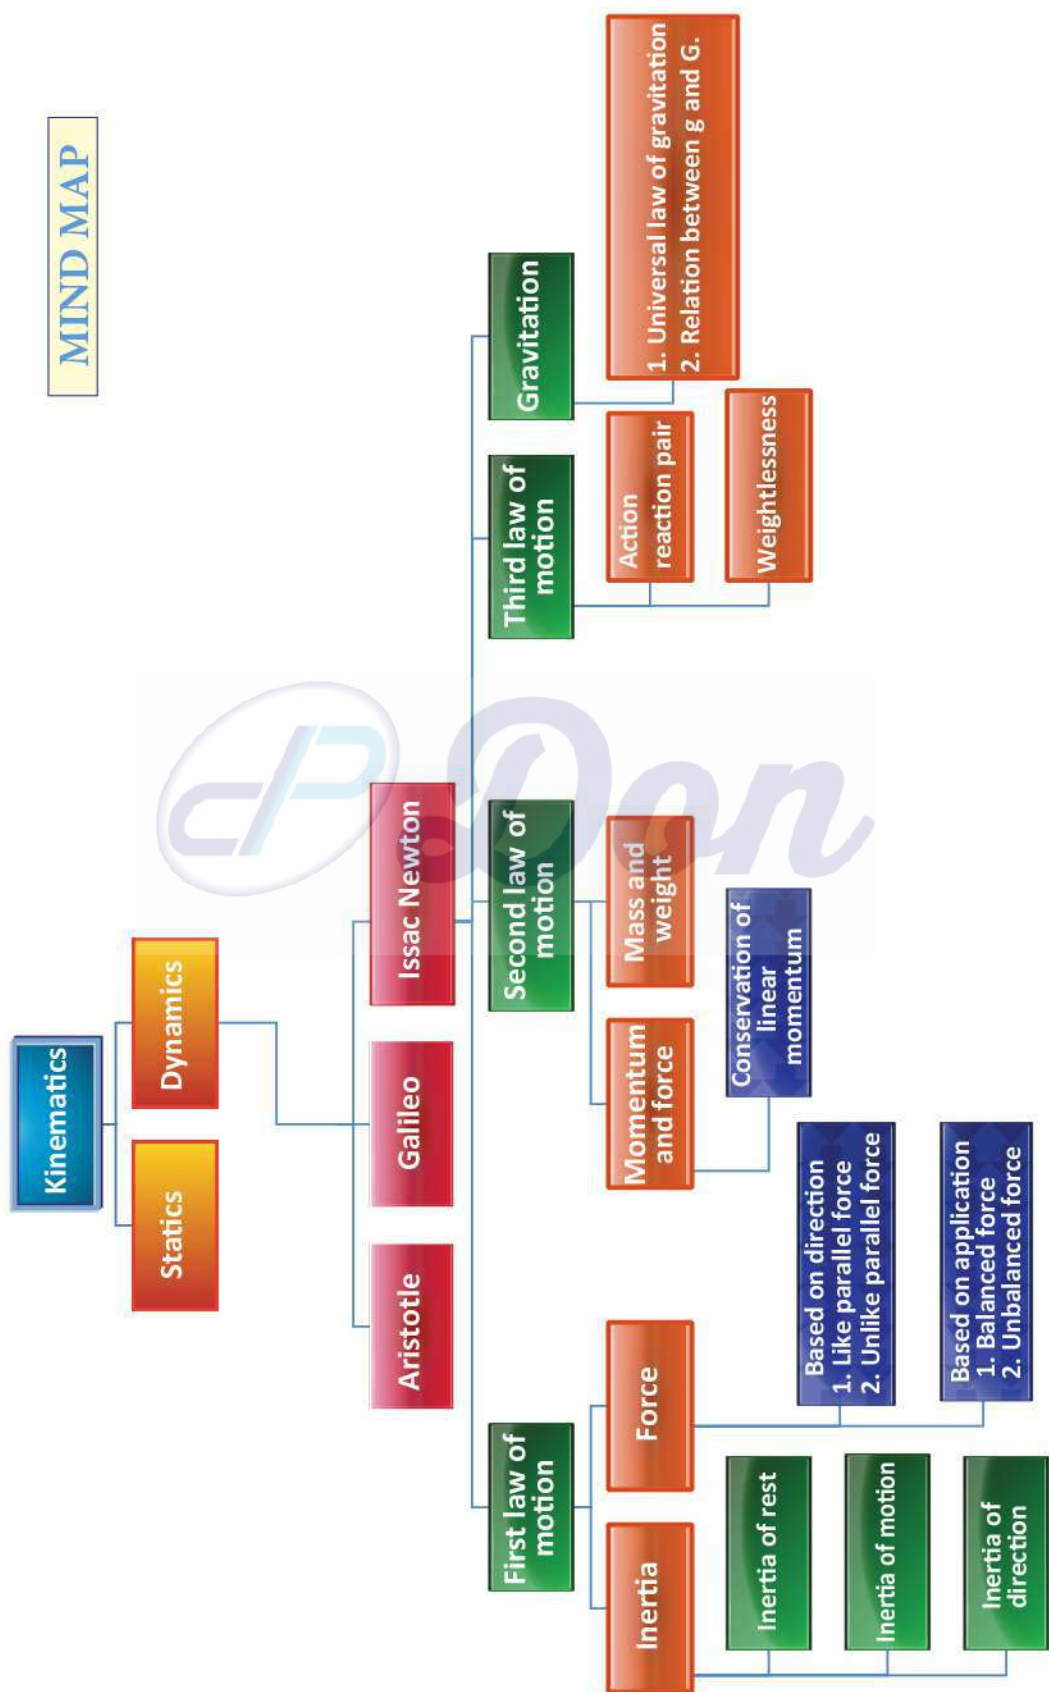 MIND MAP
Kinematics
Statics
Dynamics
Aristotle
Galileo
Issac Newton
First law of
motion
Second law of
motion
Third law of
motion
Gravitation
Inertia
Force
Momentum
and force
Mass and
weight
Action
reaction pair
Weightlessness
1. Universal law of gravitation
2. Relation between g and G.
Inertia of rest
Inertia of motion
Inertia of
direction
Based on direction
1. Like parallel force
2. Unlike parallel force
Based on application
1. Balanced force
2. Unbalanced force
Conservation of
linear
momentum
Don